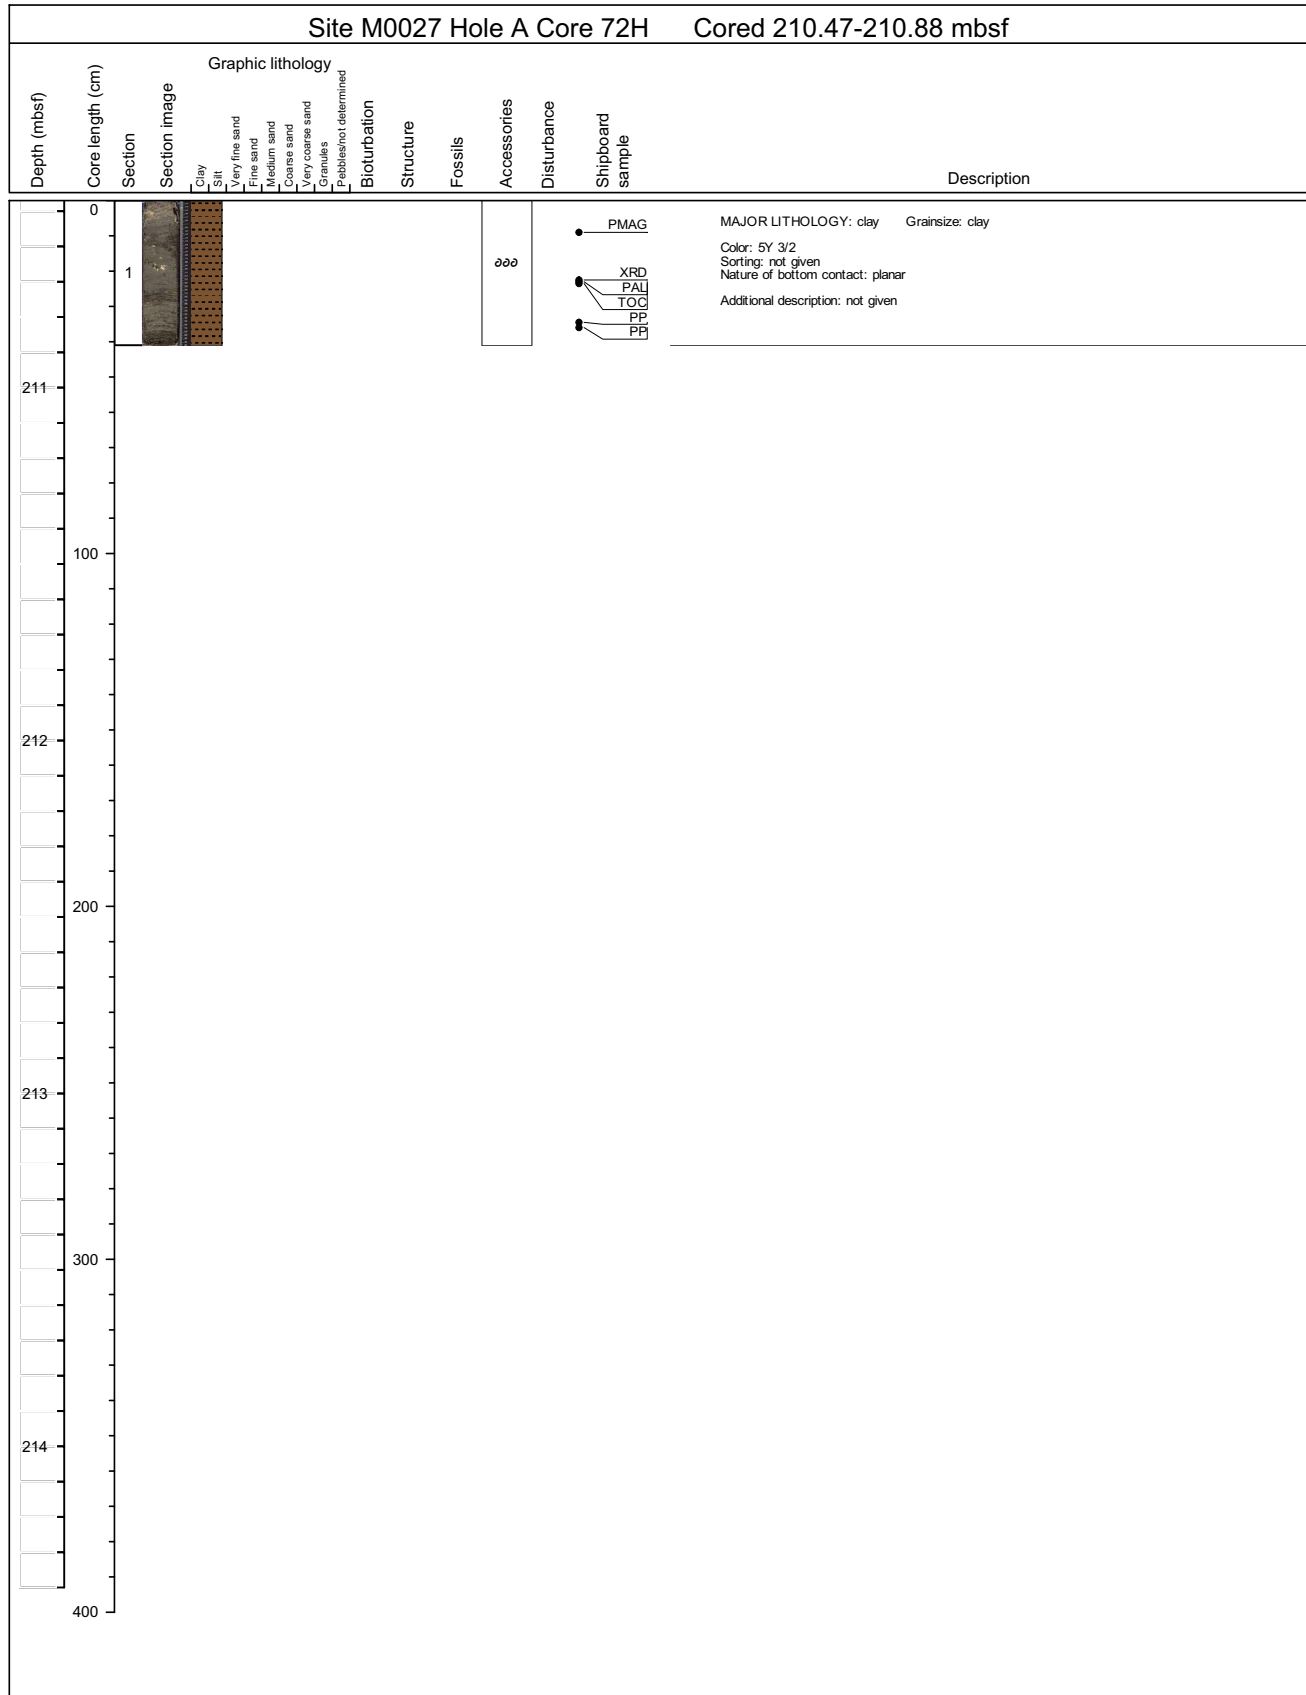 Site M0027 Hole A Core 72H Cored 210.47-210.88 mbsf
Depth (mbsf)
Core length (cm)
Section
Section image
Graphic lithology
Clay
Silt
Very fine sand
Fine sand
Medium sand
Coarse sand
Very coarse sand
Granules
Pebbles/not determined
Bioturbation
Structure
Fossils
Accessories
Disturbance
Shipboard
sample
Description
0
1
PMAG
XRD
PAL
TOC
PP
PP
MAJOR LITHOLOGY: clay Grainsize: clay
Color: 5Y 3/2
Sorting: not given
Nature of bottom contact: planar
Additional description: not given
211
100
212
200
213
300
214
400